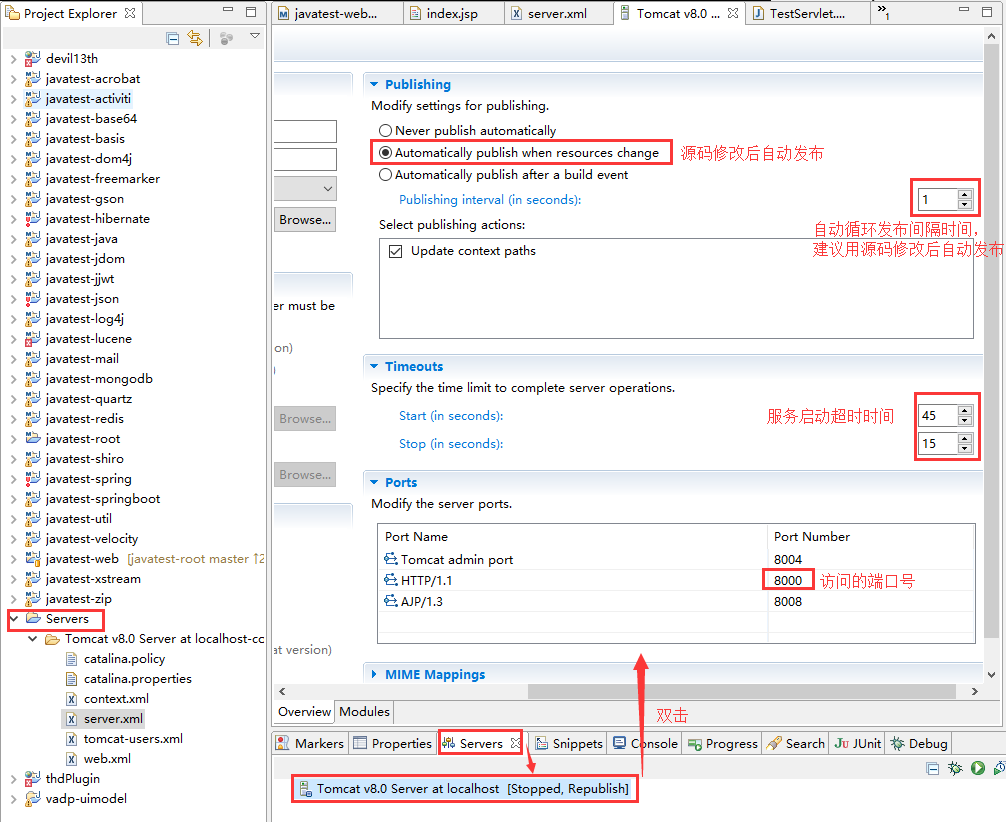 Project Explorer
devil13th
javatest-acrobat
javatest-activiti
javatest-base64
javatest-basis
javatest-dom4j
javatest-freemarker
javatest-gson
javatest-hibernate
javatest-java
javatest-jdom
javatest-jjwt
javatest-json
javatest-log4j
javatest-lucene
javatest-mail
javatest-mongodb
javatest-quartz
javatest-redis
javatest-root
javatest-shiro
javatest-spring
javatest-springboot
javatest-util
javatest-velocity
javatest-web [javatest-root master ↑2
javatest-xstream
javatest-zip
Servers
Tomcat v8.0 Server at localhost-cc
catalina.policy
catalina.properties
context.xml
server.xml
tomcat-users.xml
web.xml
thdPlugin
vadp-uimodel
javatest-web... index.jsp server.xml Tomcat v8.0 ... TestServlet.... »1
Browse...
er must be
on)
)
Browse...
Browse...
at version)
Publishing
Modify settings for publishing.
Never publish automatically
Automatically publish when resources change 源码修改后自动发布
Automatically publish after a build event
Publishing interval (in seconds): 1
Select publishing actions: 自动循环发布间隔时间，
Update context paths 建议用源码修改后自动发布
Timeouts
Specify the time limit to complete server operations.
Start (in seconds): 服务启动超时时间 45
Stop (in seconds): 15
Ports
Modify the server ports.
Port Name Port Number
Tomcat admin port 8004
HTTP/1.1 8000 访问的端口号
AJP/1.3 8008
MIME Mappings
Overview Modules
双击
Markers Properties Servers Snippets Console Progress Search Ju JUnit Debug
Tomcat v8.0 Server at localhost [Stopped, Republish]